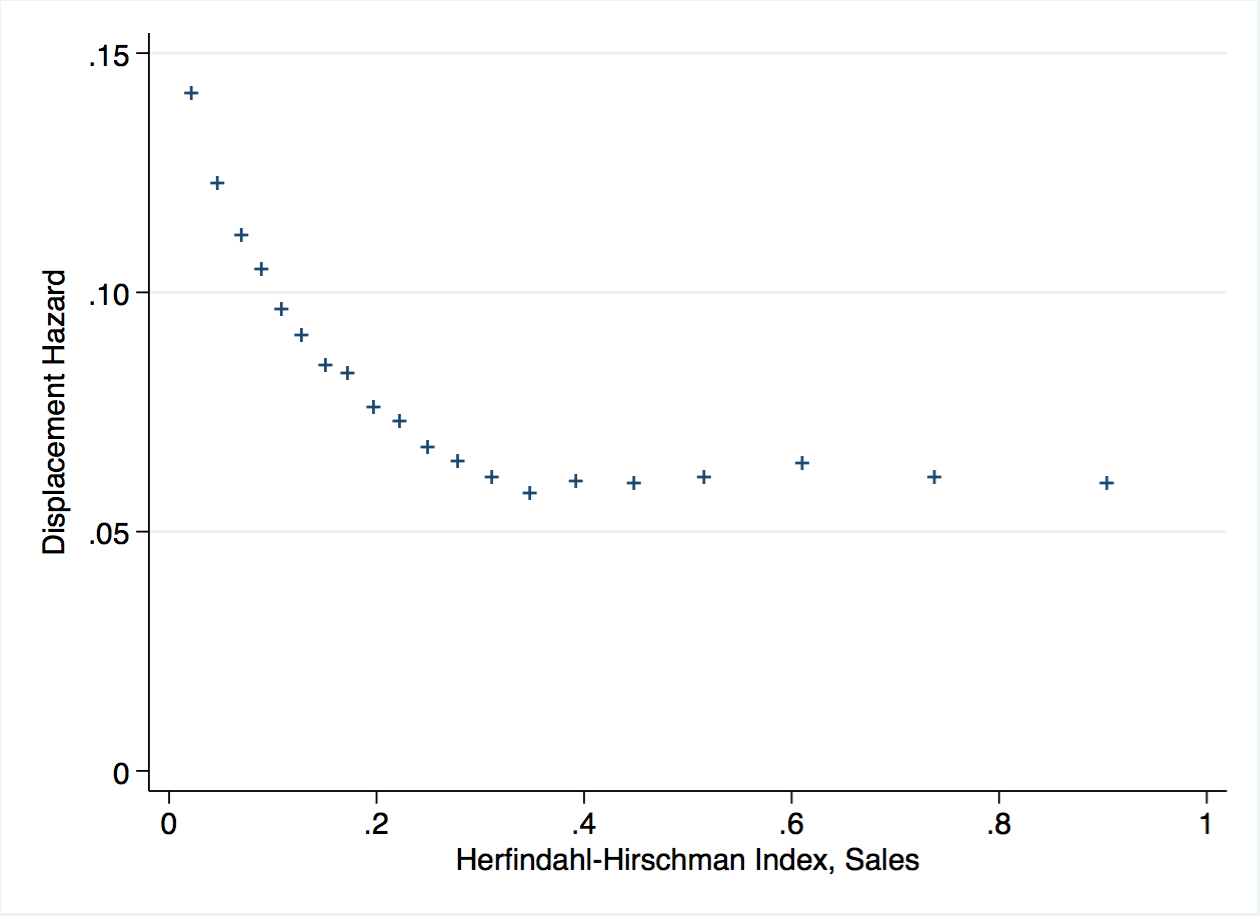 Displacement Hazard
.15
.10
.05
0
0 .2 .4 .6 .8 1
Herfindahl-Hirschman Index, Sales